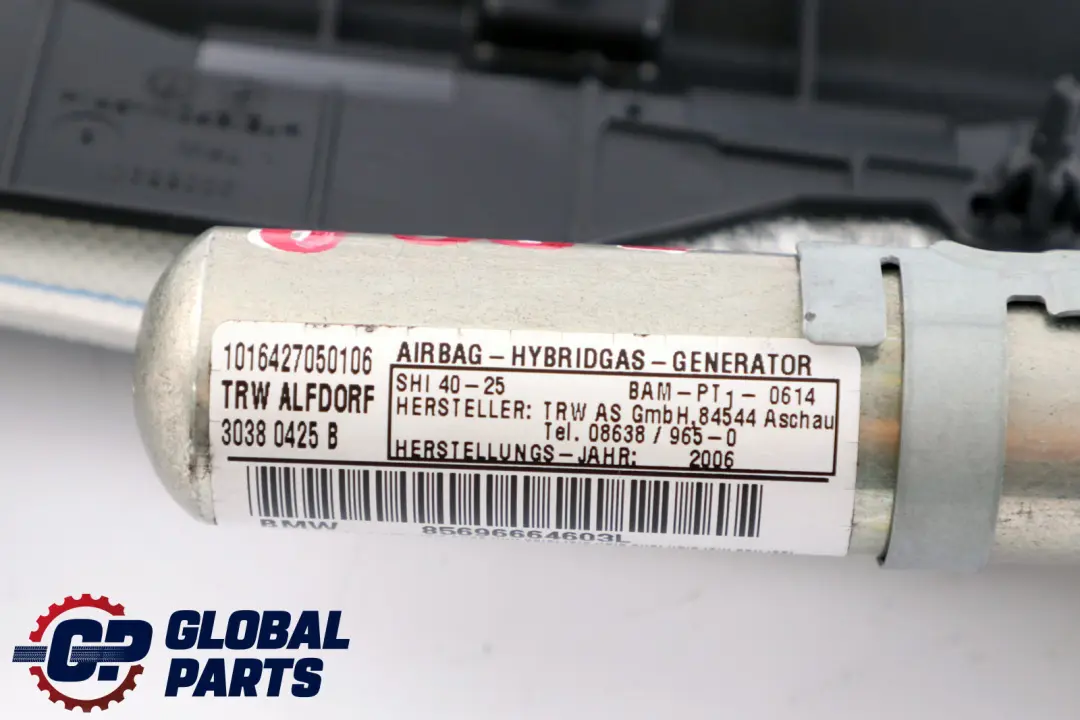 1016427050106
TRW ALFDORF
3038 0425 B
AIRBAG-HYBRIDGAS-GENERATOR
SHI 40-25 BAM-PT1- 0614
HERSTELLER: TRW AS GmbH,84544 Aschau
Tel. 08638/965-0
HERSTELLUNGS-JAHR: 2006
BMW 85696664603L
CP GLOBAL
PARTS